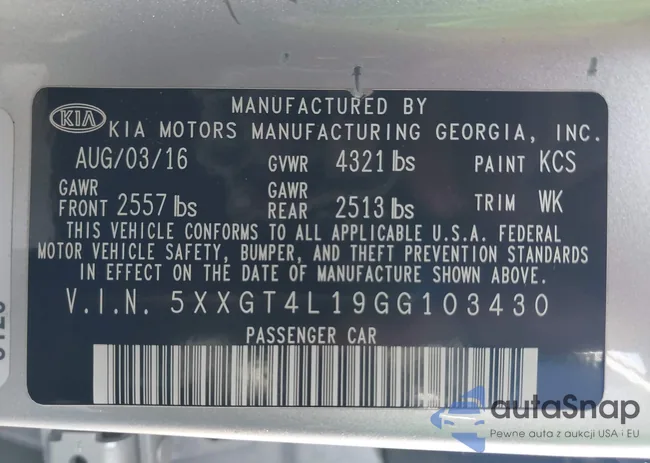 MANUFACTURED BY
KIA KIA MOTORS MANUFACTURING GEORGIA, INC.
AUG/03/16 GVWR 4321 lbs PAINT KCS
GAWR FRONT 2557 lbs GAWR REAR 2513 lbs TRIM WK
THIS VEHICLE CONFORMS TO ALL APPLICABLE U.S.A. FEDERAL
MOTOR VEHICLE SAFETY, BUMPER, AND THEFT PREVENTION STANDARDS
IN EFFECT ON THE DATE OF MANUFACTURE SHOWN ABOVE.
V.I.N. 5XXGT4L19GG103430
PASSENGER CAR
autaSnap
Pewne auta z aukcji USA i EU